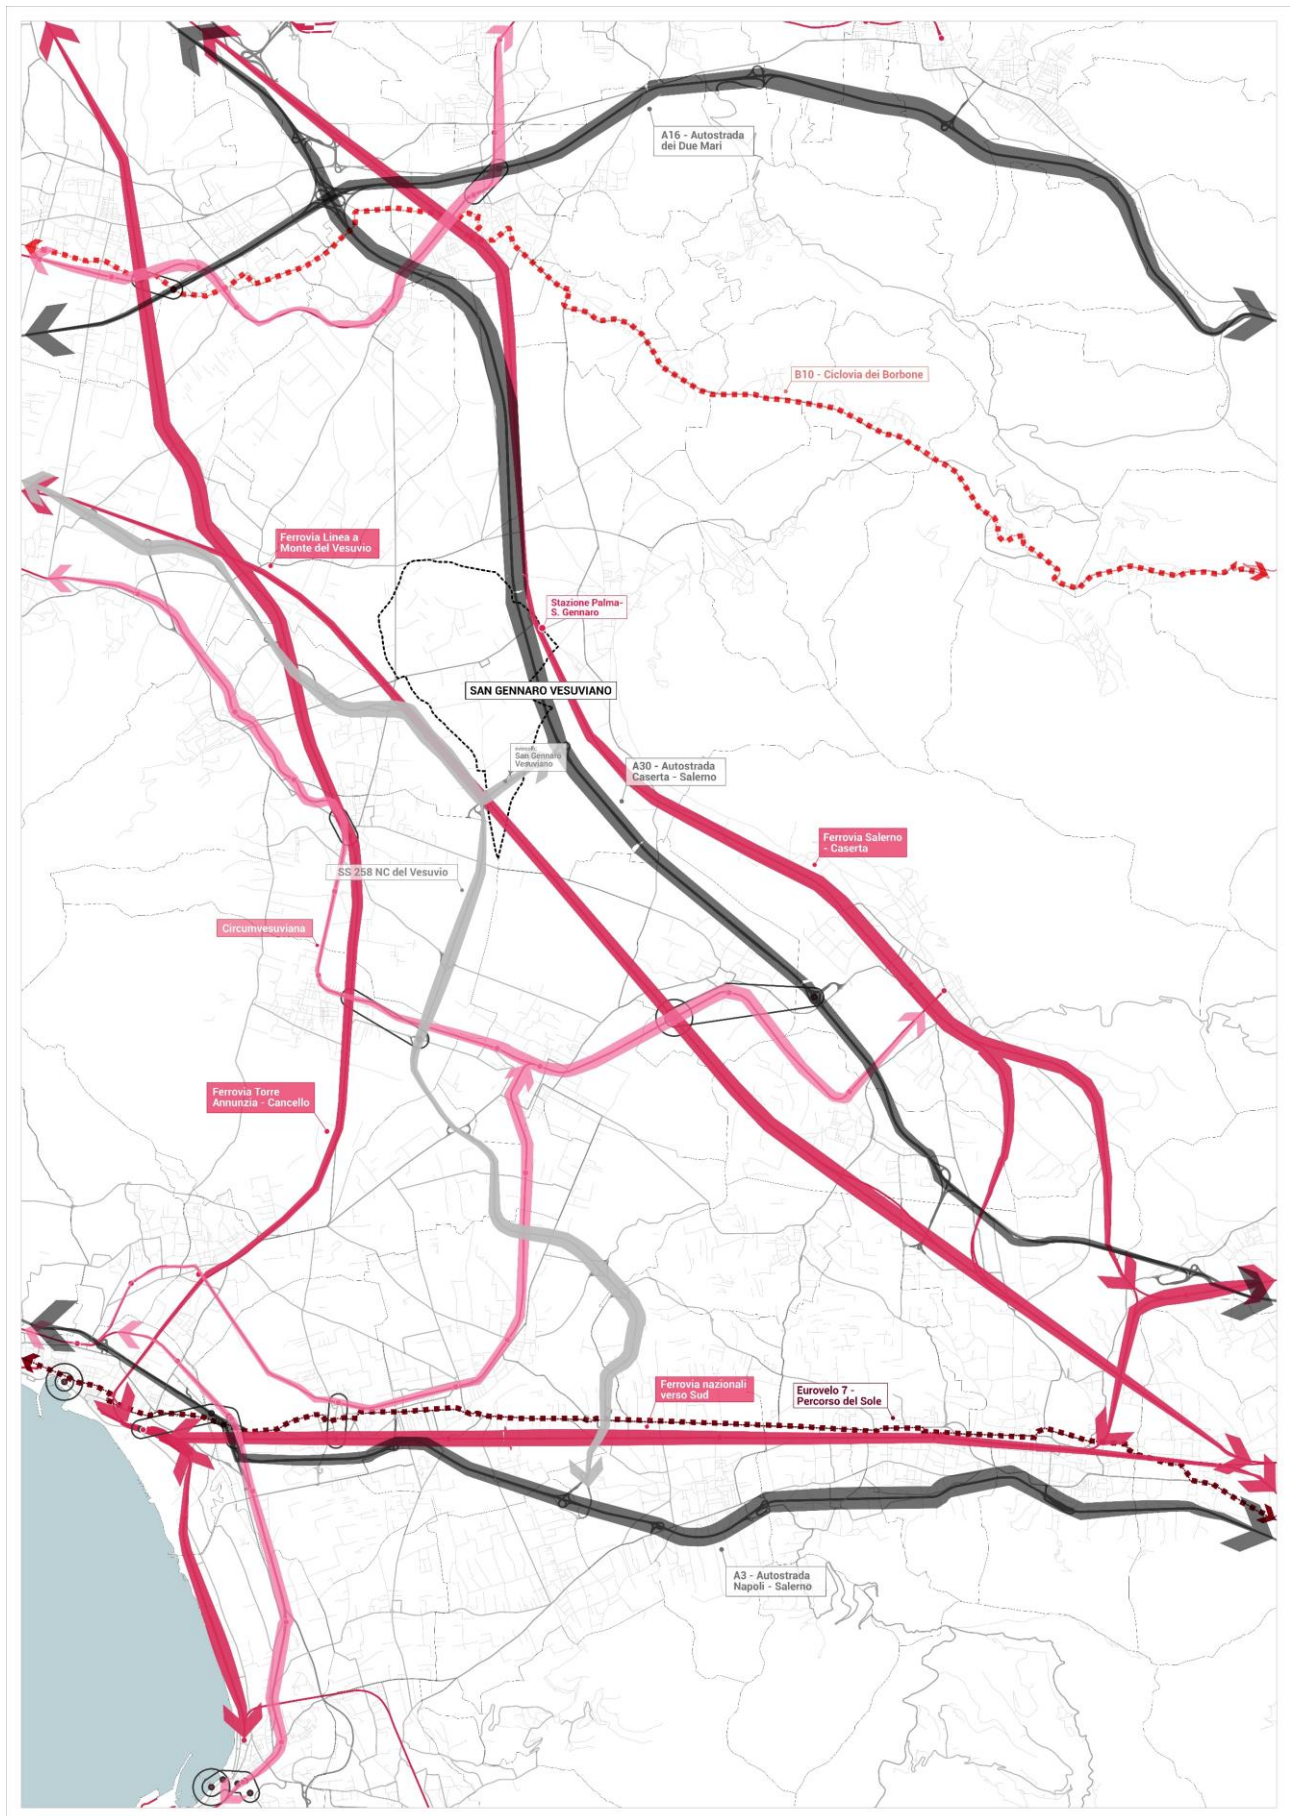 A16 - Autostrada
dei Due Mari
B10 - Ciclovia dei Borbone
Ferrovia Linea a
Monte del Vesuvio
Stazione Palma-
S. Gennaro
SAN GENNARO VESUVIANO
San Gennaro
Vesuviano
A30 - Autostrada
Caserta - Salerno
Ferrovia Salerno
- Caserta
SS 258 NC del Vesuvio
Circumvesuviana
Ferrovia Torre
Annunzia - Cancello
Ferrovia nazionali
verso Sud
Eurovelo 7 -
Percorso del Sole
A3 - Autostrada
Napoli - Salerno